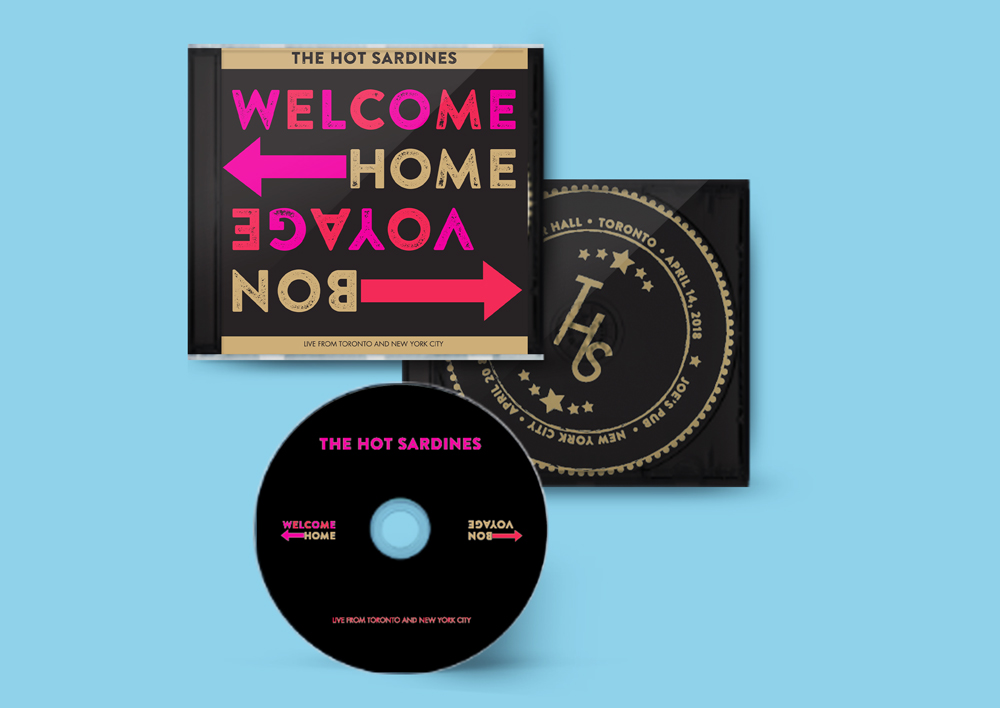 THE HOT SARDINES
WELCOME
HOME
VOYAGE
BON
LIVE FROM TORONTO AND NEW YORK CITY
HALL • TORONTO • APRIL 14, 2018 ★ JOE'S PUB • NEW YORK CITY • APRIL 20
THS
THE HOT SARDINES
WELCOME
HOME
VOYAGE
BON
LIVE FROM TORONTO AND NEW YORK CITY